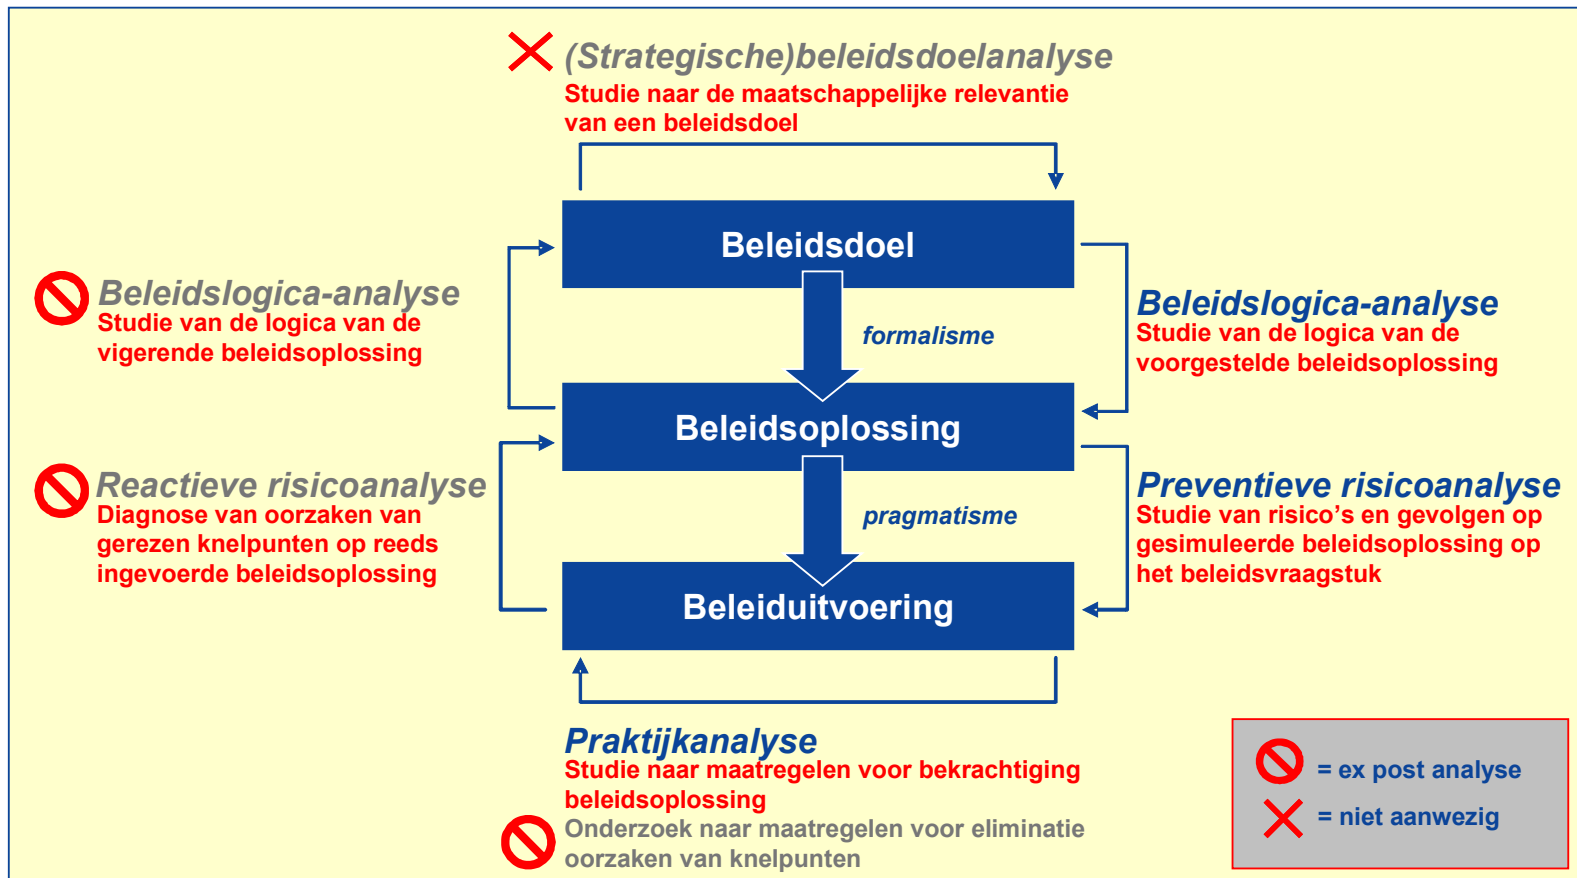 (Strategische)beleidsdoelanalyse
Studie naar de maatschappelijke relevantie
van een beleidsdoel
Beleidsdoel
Beleidslogica-analyse
Studie van de logica van de
vigerende beleidsoplossing
formalisme
Beleidslogica-analyse
Studie van de logica van de
voorgestelde beleidsoplossing
Beleidsoplossing
Reactieve risicoanalyse
Diagnose van oorzaken van
gerezen knelpunten op reeds
ingevoerde beleidsoplossing
pragmatisme
Preventieve risicoanalyse
Studie van risico’s en gevolgen op
gesimuleerde beleidsoplossing op
het beleidsvraagstuk
Beleiduitvoering
Praktijkanalyse
Studie naar maatregelen voor bekrachtiging
beleidsoplossing
Onderzoek naar maatregelen voor eliminatie
oorzaken van knelpunten
= ex post analyse
= niet aanwezig